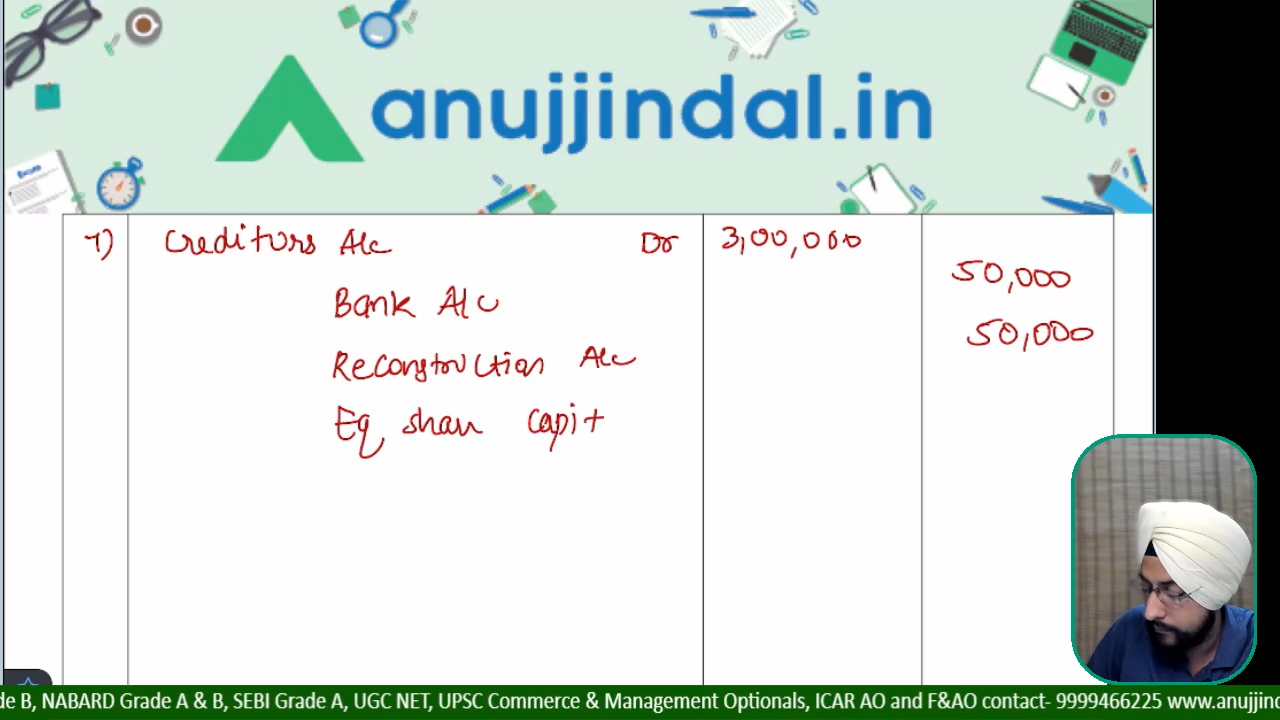 anujjindal.in
7) Creditors A/c Dr 3,00,000
50,000
Bank A/c
50,000
Reconstruction A/c
Eq shan capit
de B, NABARD Grade A & B, SEBI Grade A, UGC NET, UPSC Commerce & Management Optionals, ICAR AO and F&AO contact- 9999466225 www.anujjind